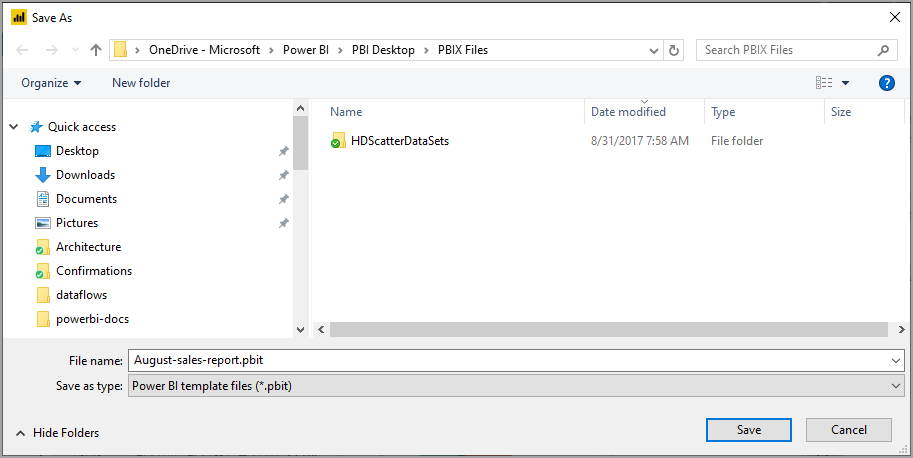 Save As
OneDrive - Microsoft > Power BI > PBI Desktop > PBIX Files
Search PBIX Files
Organize
New folder
?
Name
Date modified
Type
Size
Quick access
Desktop
Downloads
Documents
Pictures
Architecture
Confirmations
dataflows
powerbi-docs
HDScatterDataSets 8/31/2017 7:58 AM File folder
File name: August-sales-report.pbit
Save as type: Power BI template files (*.pbit)
Hide Folders
Save
Cancel